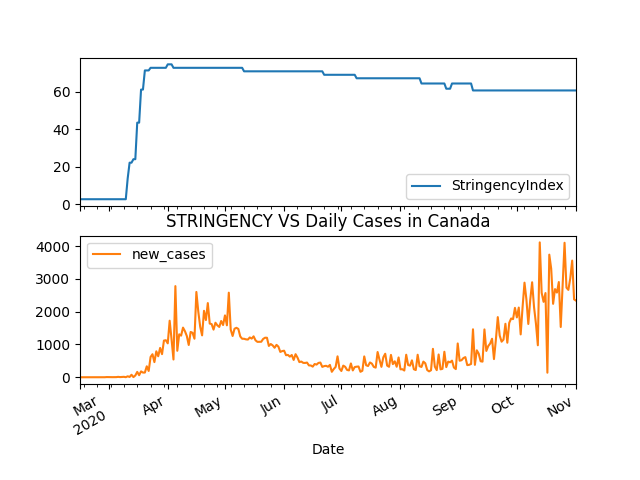 60
40
20
0
StringencyIndex
STRINGENCY VS Daily Cases in Canada
4000
3000
2000
1000
0
new_cases
Mar
2020
Apr
May
Jun
Jul
Aug
Sep
Oct
Nov
Date